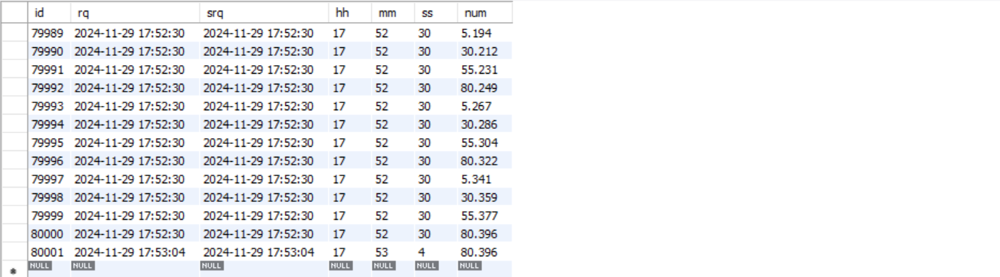 id rq srq hh mm ss num
79989 2024-11-29 17:52:30 2024-11-29 17:52:30 17 52 30 5.194
79990 2024-11-29 17:52:30 2024-11-29 17:52:30 17 52 30 30.212
79991 2024-11-29 17:52:30 2024-11-29 17:52:30 17 52 30 55.231
79992 2024-11-29 17:52:30 2024-11-29 17:52:30 17 52 30 80.249
79993 2024-11-29 17:52:30 2024-11-29 17:52:30 17 52 30 5.267
79994 2024-11-29 17:52:30 2024-11-29 17:52:30 17 52 30 30.286
79995 2024-11-29 17:52:30 2024-11-29 17:52:30 17 52 30 55.304
79996 2024-11-29 17:52:30 2024-11-29 17:52:30 17 52 30 80.322
79997 2024-11-29 17:52:30 2024-11-29 17:52:30 17 52 30 5.341
79998 2024-11-29 17:52:30 2024-11-29 17:52:30 17 52 30 30.359
79999 2024-11-29 17:52:30 2024-11-29 17:52:30 17 52 30 55.377
80000 2024-11-29 17:52:30 2024-11-29 17:52:30 17 52 30 80.396
80001 2024-11-29 17:53:04 2024-11-29 17:53:04 17 53 4 80.396
NULL NULL NULL NULL NULL NULL NULL